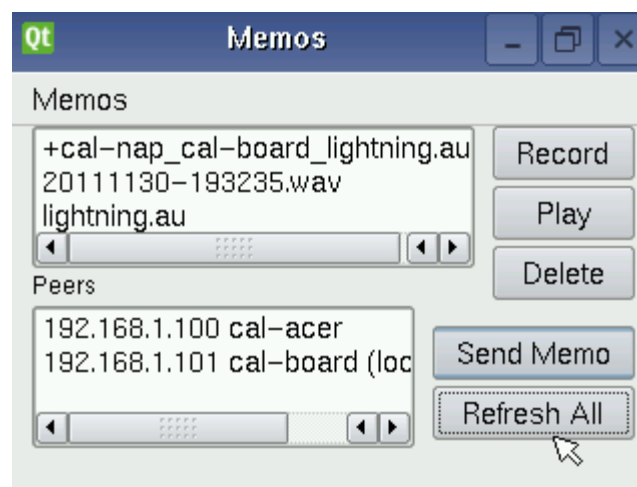 Qt Memos
Memos
+cal-nap_cal-board_lightning.au
20111130-193235.wav
lightning.au
Record
Play
Delete
Peers
192.168.1.100 cal-acer
192.168.1.101 cal-board (loc
Send Memo
Refresh All